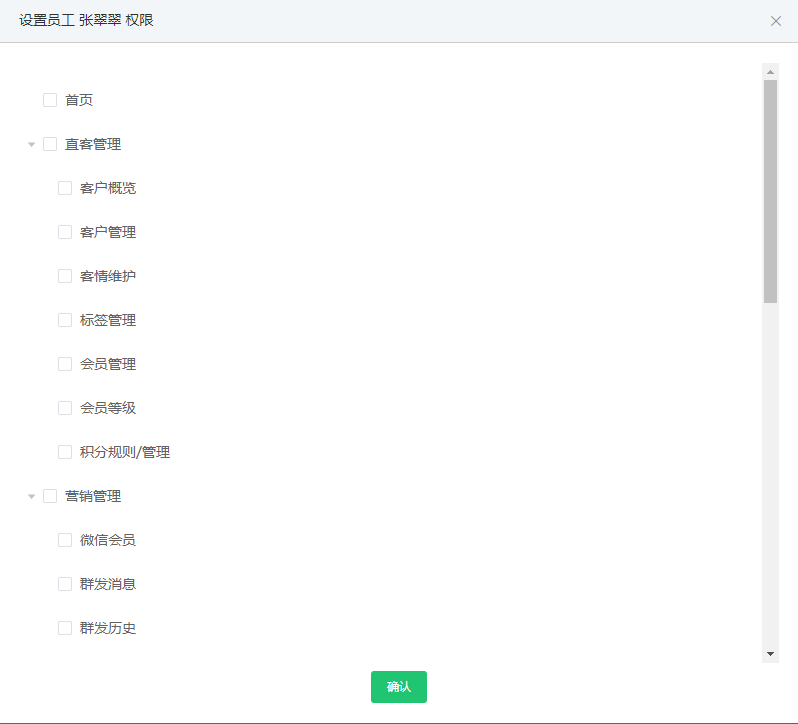 设置员工 张翠翠 权限
首页
直客管理
客户概览
客户管理
客情维护
标签管理
会员管理
会员等级
积分规则/管理
营销管理
微信会员
群发消息
群发历史
确认